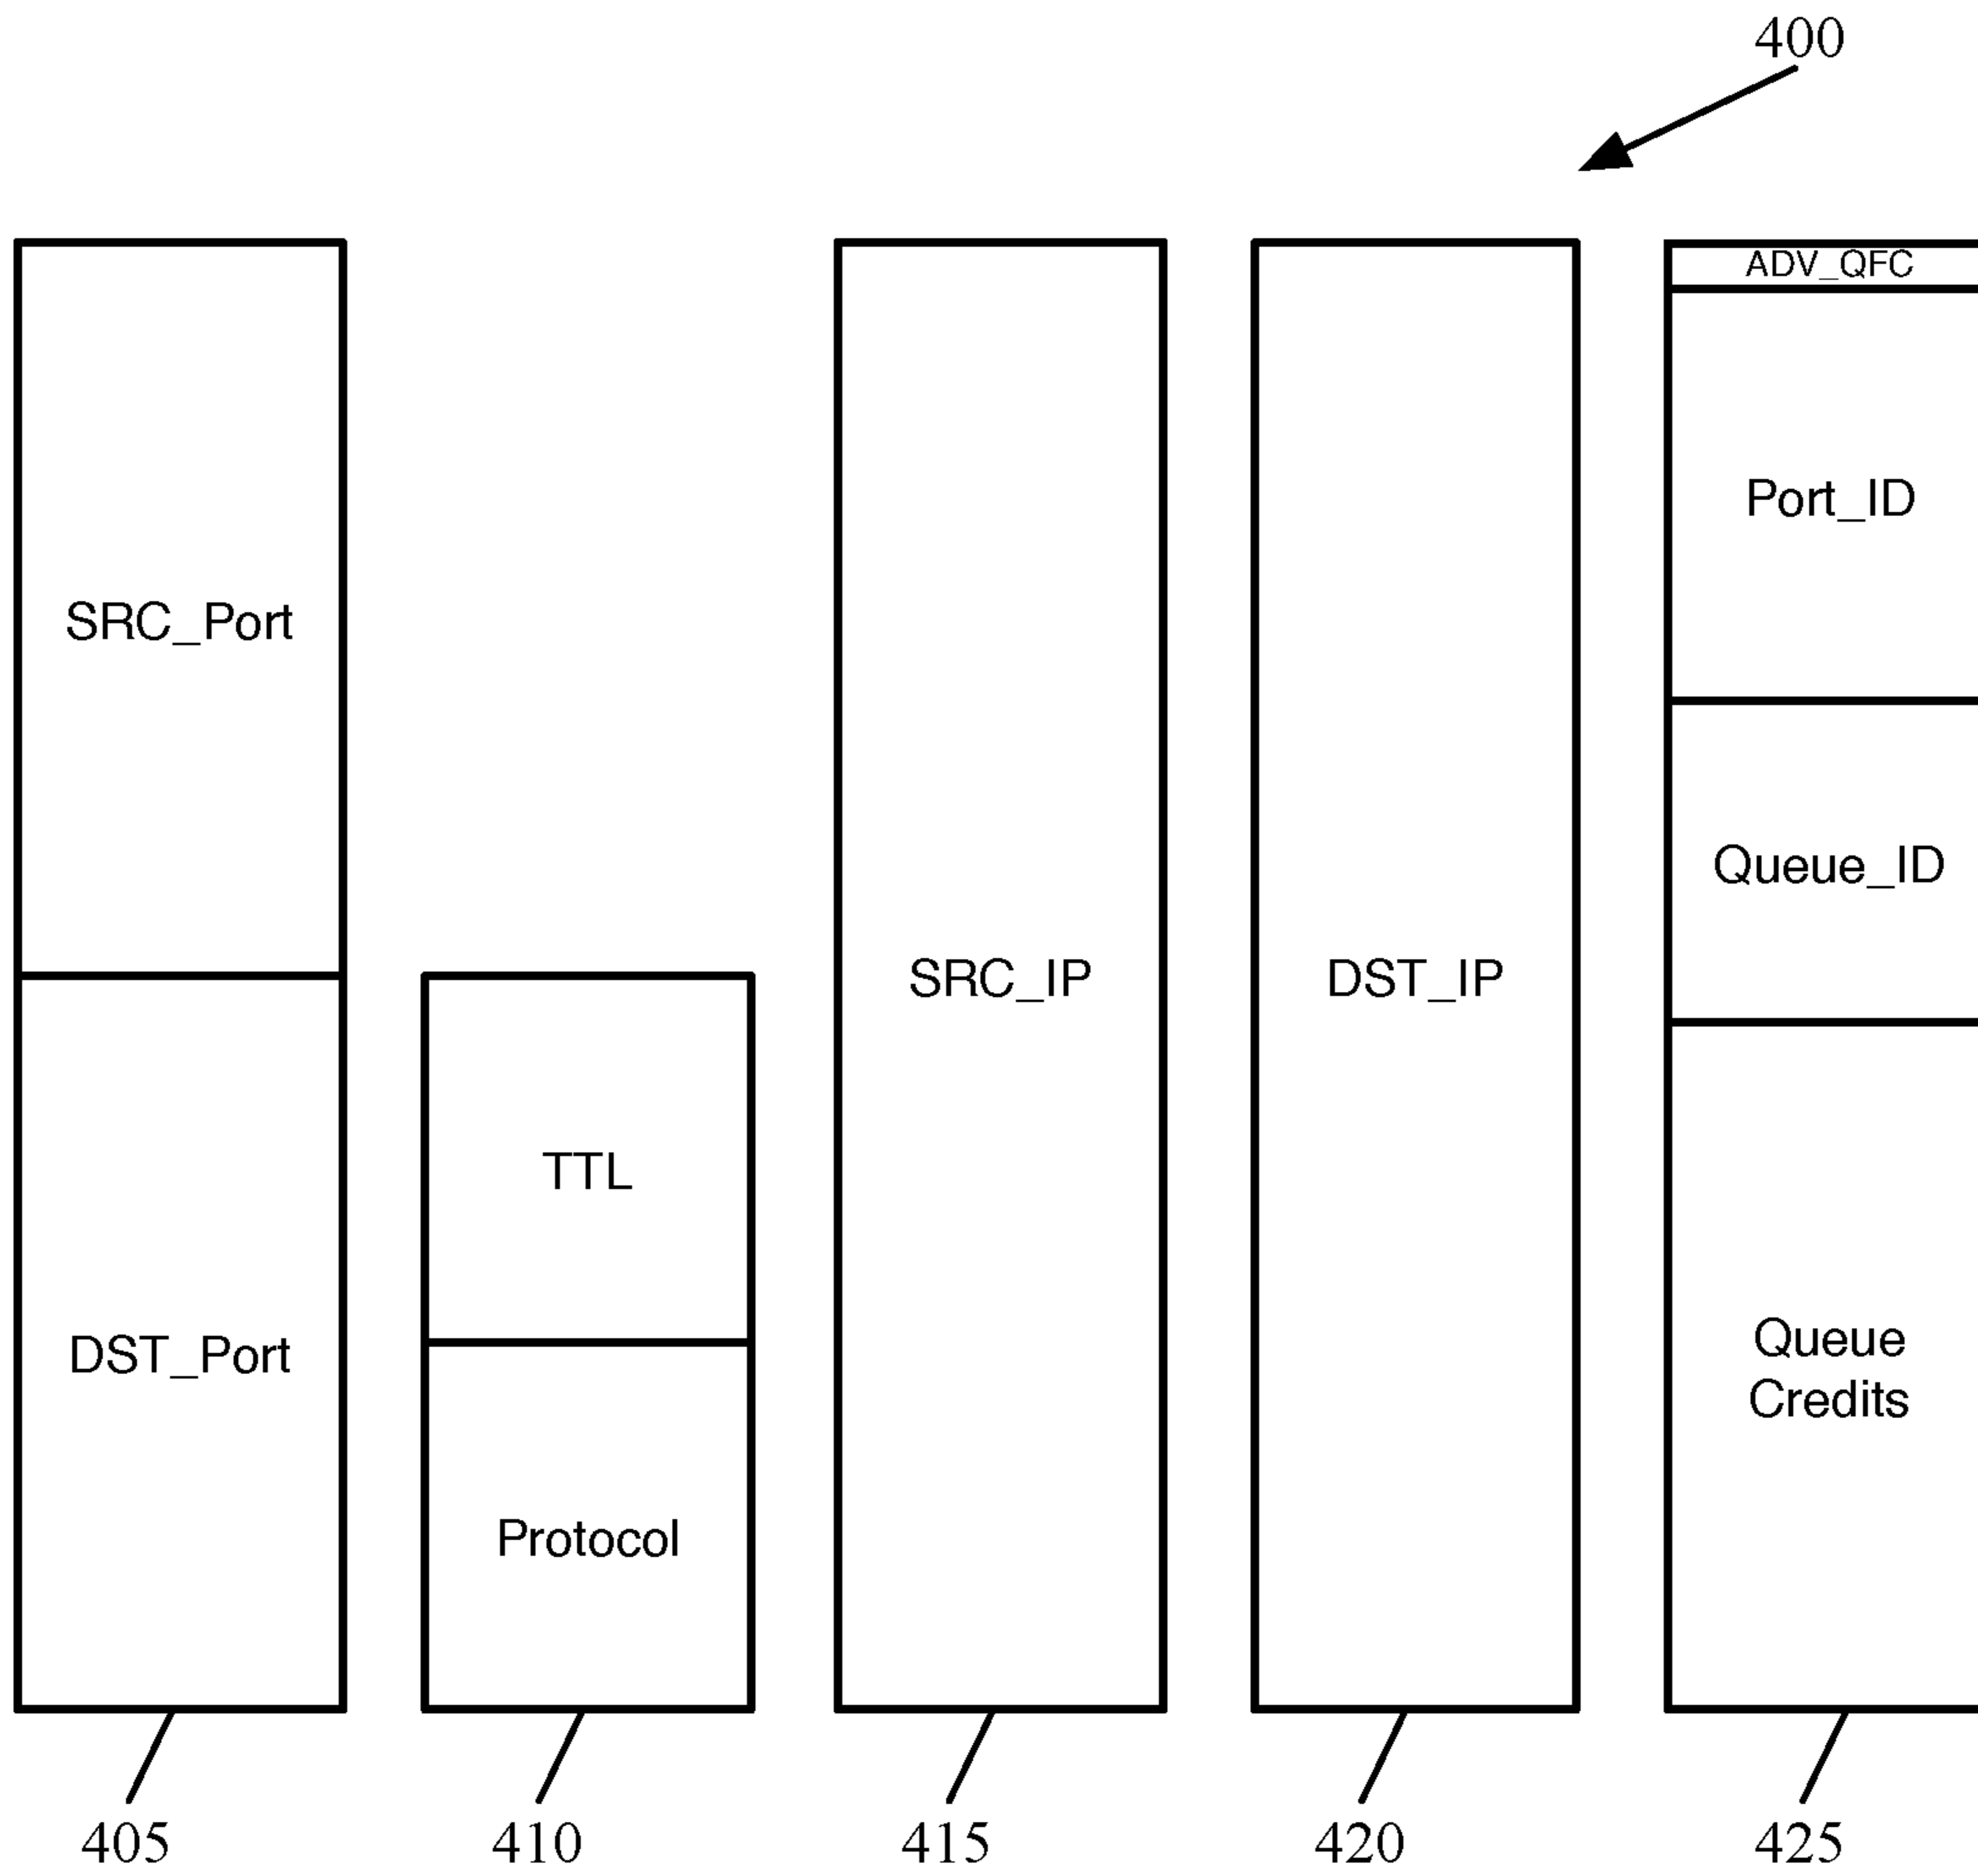 400
ADV_QFC
Port_ID
SRC_Port
Queue_ID
SRC_IP
DST_IP
TTL
DST_Port
Queue
Credits
Protocol
405
410
415
420
425